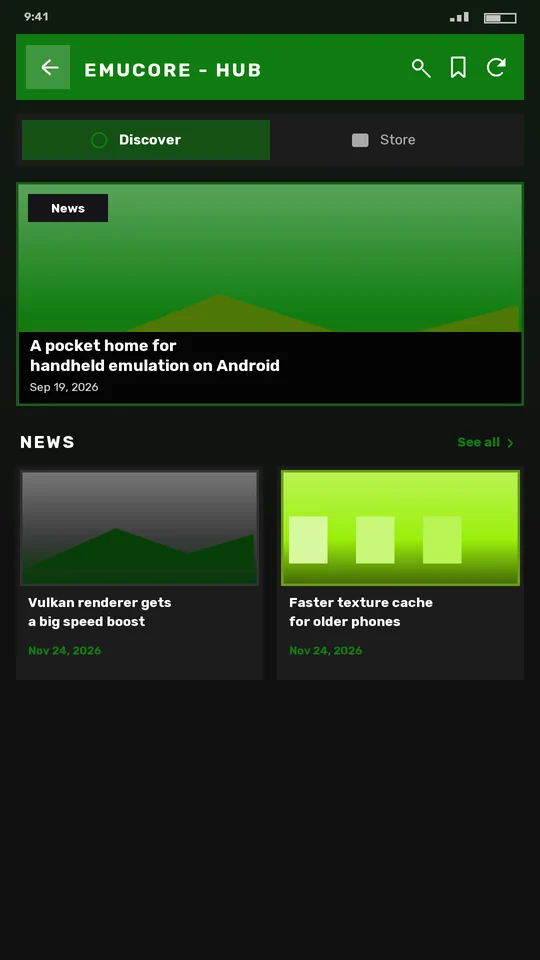 9:41
EMUCORE - HUB
Discover
Store
News
A pocket home for
handheld emulation on Android
Sep 19, 2026
NEWS
See all
Vulkan renderer gets
a big speed boost
Nov 24, 2026
Faster texture cache
for older phones
Nov 24, 2026